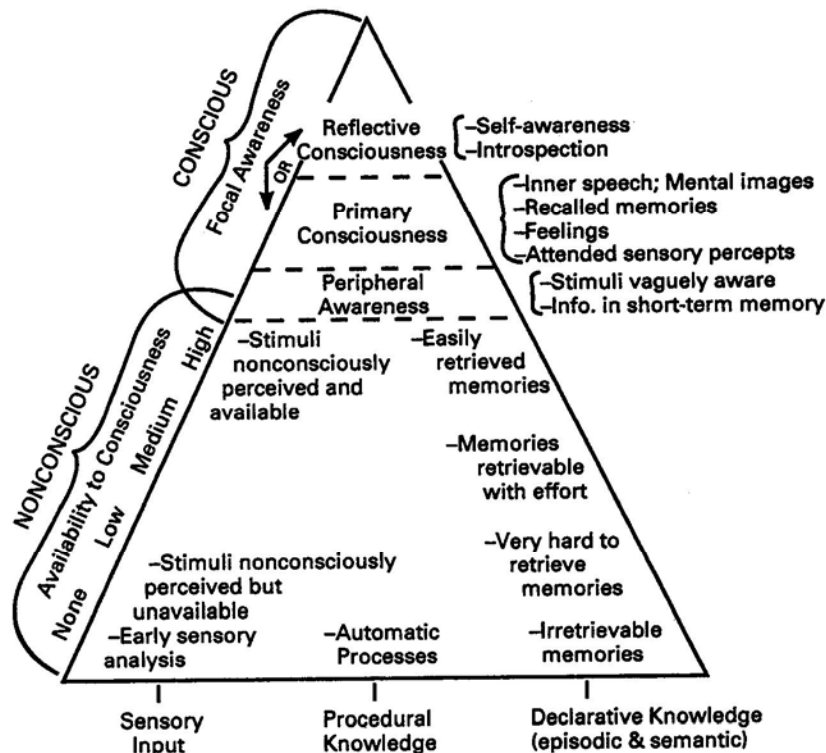 CONSCIOUS
Focal Awareness
OR
Reflective
Consciousness
–Self-awareness
–Introspection
Primary
Consciousness
–Inner speech; Mental images
–Recalled memories
–Feelings
–Attended sensory percepts
Peripheral
Awareness
–Stimuli vaguely aware
–Info. in short-term memory
NONCONSCIOUS
Availability to Consciousness
High
Medium
Low
None
–Stimuli
nonconsciously
perceived and
available
–Easily
retrieved
memories
–Memories
retrievable
with effort
–Very hard to
retrieve
memories
–Stimuli nonconsciously
perceived but
unavailable
–Early sensory
analysis
–Automatic
Processes
–Irretrievable
memories
Sensory
Input
Procedural
Knowledge
Declarative Knowledge
(episodic & semantic)